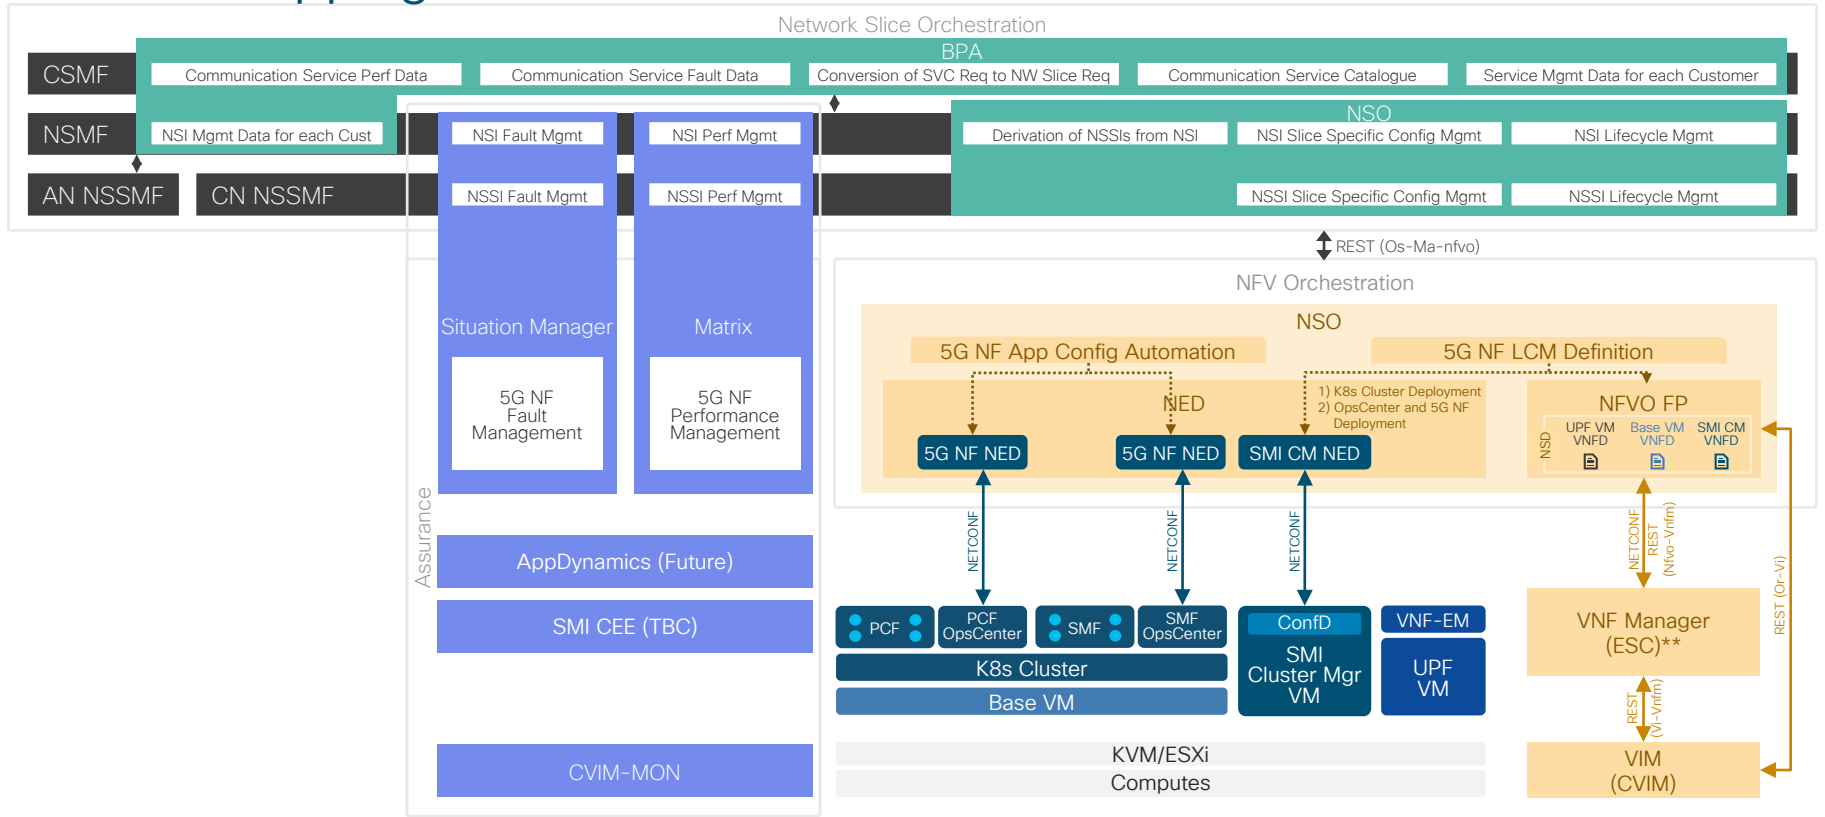 Network Slice Orchestration
BPA
CSMF
Communication Service Perf Data
Communication Service Fault Data
Conversion of SVC Req to NW Slice Req
Communication Service Catalogue
Service Mgmt Data for each Customer
NSO
NSMF
NSI Mgmt Data for each Cust
NSI Fault Mgmt
NSI Perf Mgmt
Derivation of NSSIs from NSI
NSI Slice Specific Config Mgmt
NSI Lifecycle Mgmt
AN NSSMF
CN NSSMF
NSSI Fault Mgmt
NSSI Perf Mgmt
NSSI Slice Specific Config Mgmt
NSSI Lifecycle Mgmt
REST (Os-Ma-nfvo)
Assurance
Situation Manager
Matrix
5G NF
Fault
Management
5G NF
Performance
Management
AppDynamics (Future)
SMI CEE (TBC)
CVIM-MON
NFV Orchestration
NSO
5G NF App Config Automation
5G NF LCM Definition
NED
1) K8s Cluster Deployment
2) OpsCenter and 5G NF
Deployment
5G NF NED
5G NF NED
SMI CM NED
NFVO FP
NSD
UPF VM
VNFD
Base VM
VNFD
SMI CM
VNFD
NETCONF
NETCONF
NETCONF
NETCONF
REST
(Nfvo-Vnfm)
REST (Or-Vi)
PCF
PCF
OpsCenter
SMF
SMF
OpsCenter
K8s Cluster
Base VM
ConfD
SMI
Cluster Mgr
VM
VNF-EM
UPF
VM
VNF Manager
(ESC)**
REST
(Vi-Vnfm)
VIM
(CVIM)
KVM/ESXi
Computes